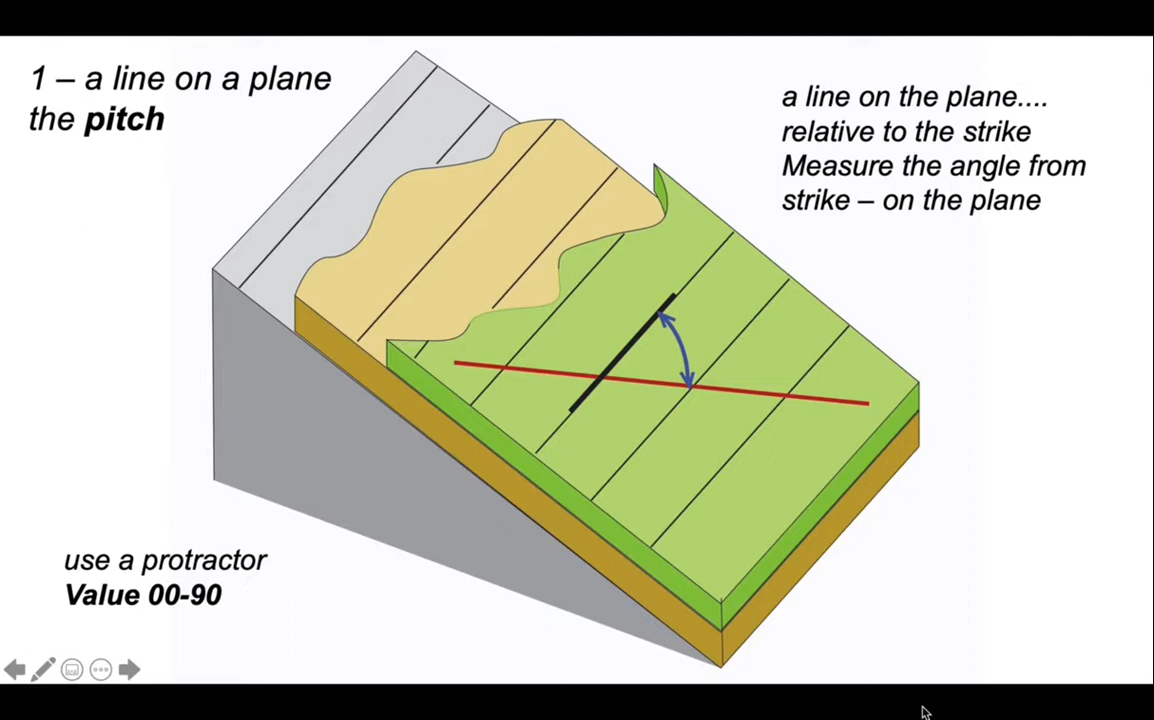 1 – a line on a plane
the pitch
a line on the plane....
relative to the strike
Measure the angle from
strike – on the plane
use a protractor
Value 00-90